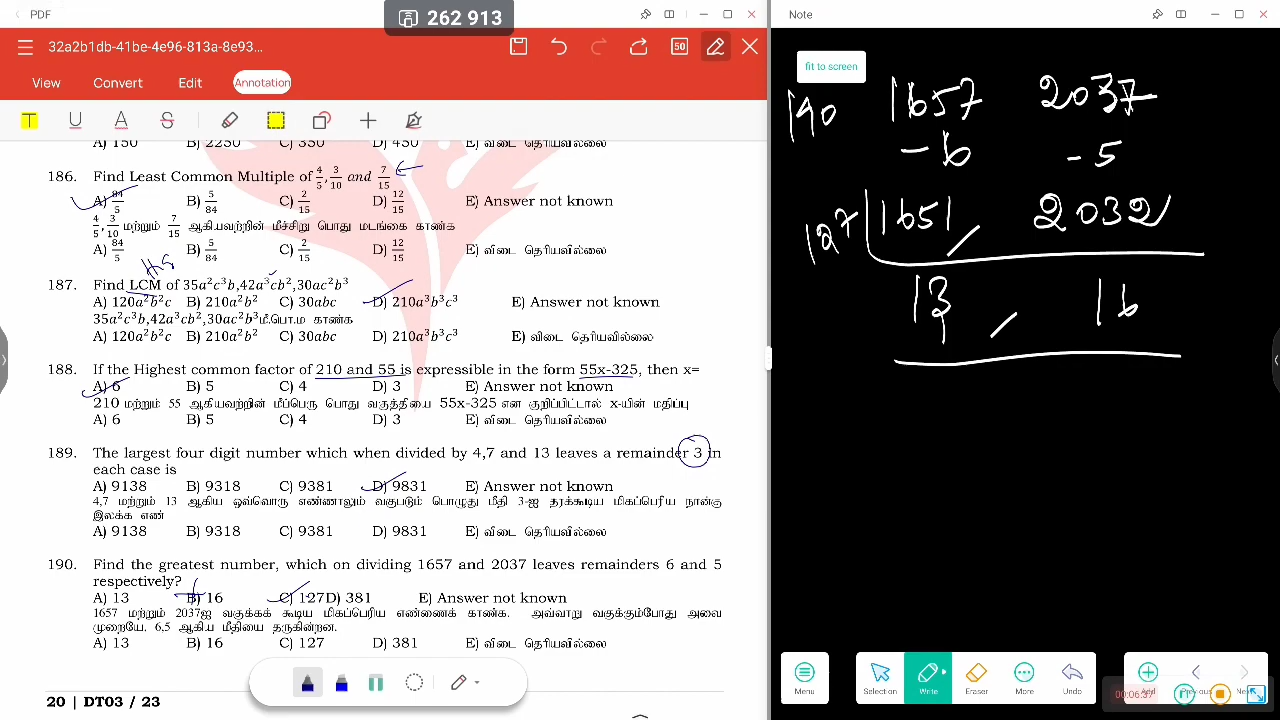 PDF
262 913
Note
32a2b1db-41be-4e96-813a-8e93...
50
View Convert Edit Annotation
fit to screen
T U A S
A) 150 B) 2250 C) 350 D) 450 E) விடை தெரியவில்லை
186. Find Least Common Multiple of 4/5, 3/10 and 7/15
A) 84/5 B) 5/84 C) 2/15 D) 12/15 E) Answer not known
4/5, 3/10 மற்றும் 7/15 ஆகியவற்றின் மீச்சிறு பொது மடங்கை காண்க
A) 84/5 B) 5/84 C) 2/15 D) 12/15 E) விடை தெரியவில்லை
187. Find LCM of 35a²c³b,42a³cb²,30ac²b³
A) 120a²b²c B) 210a²b² C) 30abc D) 210a³b³c³ E) Answer not known
35a²c³b,42a³cb²,30ac²b³மீ.பொ.ம காண்க
A) 120a²b²c B) 210a²b² C) 30abc D) 210a³b³c³ E) விடை தெரியவில்லை
188. If the Highest common factor of 210 and 55 is expressible in the form 55x-325, then x=
A) 6 B) 5 C) 4 D) 3 E) Answer not known
210 மற்றும் 55 ஆகியவற்றின் மீப்பெரு பொது வகுத்தியை 55x-325 என குறிப்பிட்டால் x-யின் மதிப்பு
A) 6 B) 5 C) 4 D) 3 E) விடை தெரியவில்லை
189. The largest four digit number which when divided by 4,7 and 13 leaves a remainder 3 in
each case is
A) 9138 B) 9318 C) 9381 D) 9831 E) Answer not known
4,7 மற்றும் 13 ஆகிய ஒவ்வொரு எண்ணாலும் வகுபடும் பொழுது மீதி 3-ஐ தரக்கூடிய மிகப்பெரிய நான்கு
இலக்க எண்
A) 9138 B) 9318 C) 9381 D) 9831 E) விடை தெரியவில்லை
190. Find the greatest number, which on dividing 1657 and 2037 leaves remainders 6 and 5
respectively?
A) 13 B) 16 C) 127D) 381 E) Answer not known
1657 மற்றும் 2037ஐ வகுக்கக் கூடிய மிகப்பெரிய எண்ணைக் காண்க. அவ்வாறு வகுக்கும்போது அவை
முறையே. 6,5 ஆகிய மீதியை தருகின்றன.
A) 13 B) 16 C) 127 D) 381 E) விடை தெரியவில்லை
20 | DT03 / 23
190 1657 2037
- 6 - 5
127 1651, 2032
13, 16
Menu Selection Write Eraser More Undo Add Previous
00:06:37